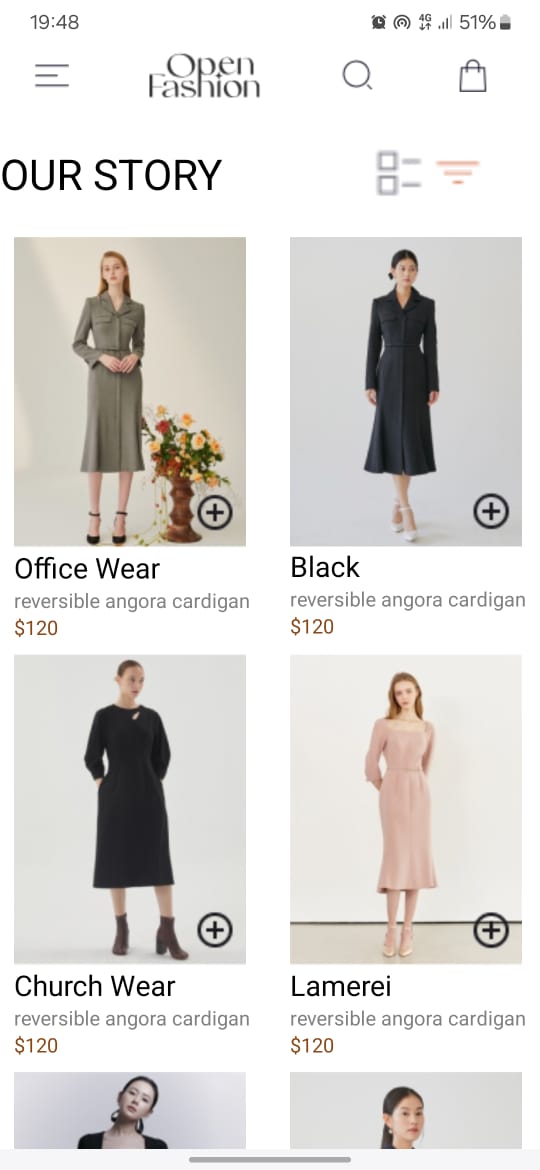 19:48 4G 51%
Open
Fashion
OUR STORY
Office Wear
reversible angora cardigan
$120
Black
reversible angora cardigan
$120
Church Wear
reversible angora cardigan
$120
Lamerei
reversible angora cardigan
$120